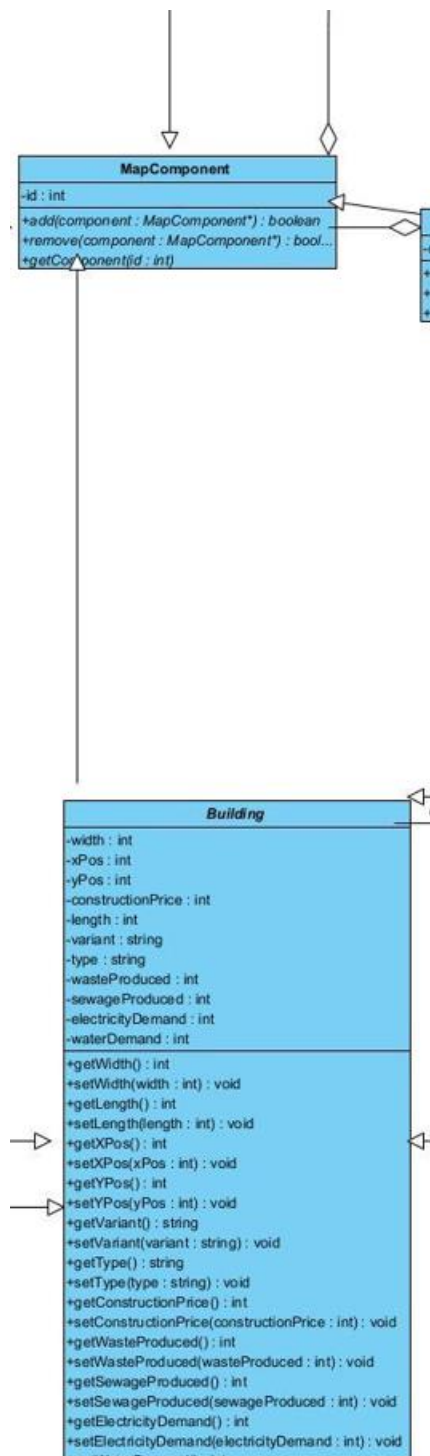 MapComponent
-id : int
+add(component : MapComponent*) : boolean
+remove(component : MapComponent*) : bool...
+getComponent(id : int)
Building
-width : int
-xPos : int
-yPos : int
-constructionPrice : int
-length : int
-variant : string
-type : string
-wasteProduced : int
-sewageProduced : int
-electricityDemand : int
-waterDemand : int
+getWidth() : int
+setWidth(width : int) : void
+getLength() : int
+setLength(length : int) : void
+getXPos() : int
+setXPos(xPos : int) : void
+getYPos() : int
+setYPos(yPos : int) : void
+getVariant() : string
+setVariant(variant : string) : void
+getType() : string
+setType(type : string) : void
+getConstructionPrice() : int
+setConstructionPrice(constructionPrice : int) : void
+getWasteProduced() : int
+setWasteProduced(wasteProduced : int) : void
+getSewageProduced() : int
+setSewageProduced(sewageProduced : int) : void
+getElectricityDemand() : int
+setElectricityDemand(electricityDemand : int) : void